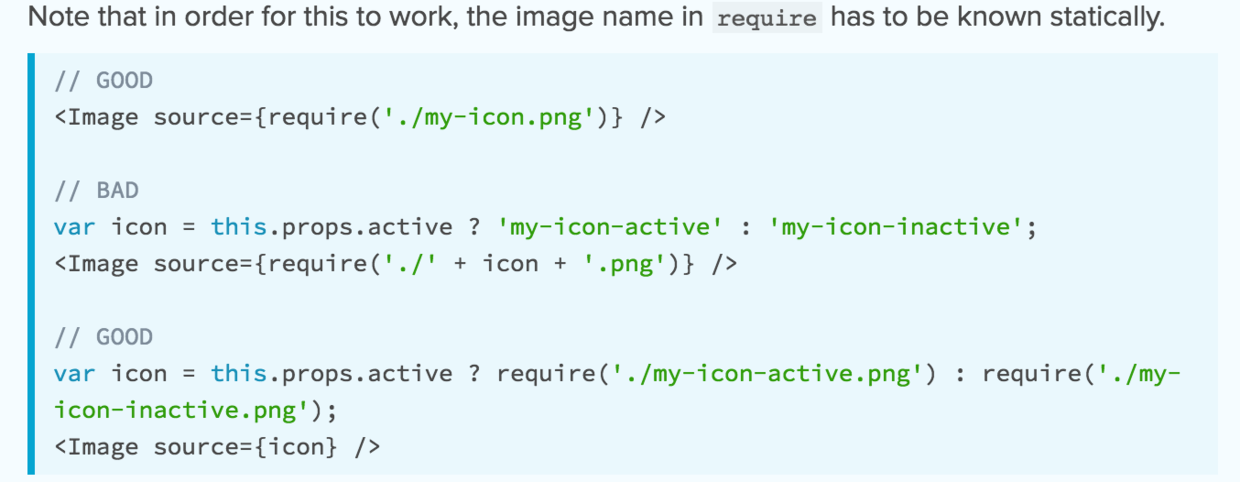 Note that in order for this to work, the image name in require has to be known statically.
// GOOD
<Image source={require('./my-icon.png')} />
// BAD
var icon = this.props.active ? 'my-icon-active' : 'my-icon-inactive';
<Image source={require('./' + icon + '.png')} />
// GOOD
var icon = this.props.active ? require('./my-icon-active.png') : require('./my-
icon-inactive.png');
<Image source={icon} />